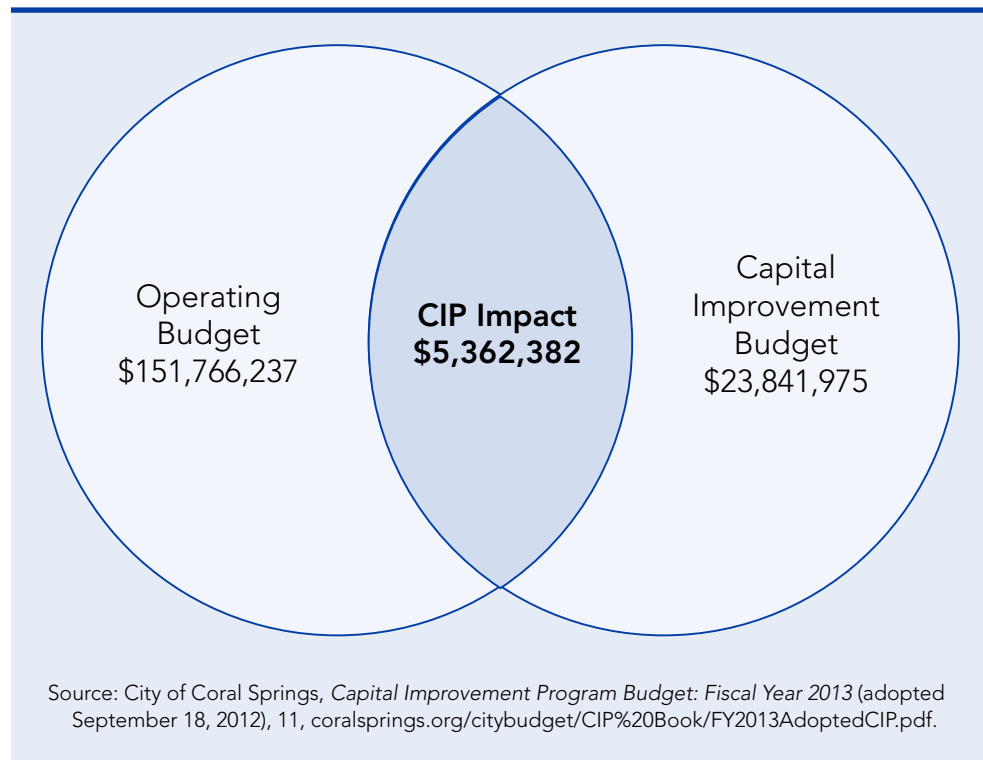 Operating
Budget
$151,766,237
CIP Impact
$5,362,382
Capital
Improvement
Budget
$23,841,975
Source: City of Coral Springs, Capital Improvement Program Budget: Fiscal Year 2013 (adopted
September 18, 2012), 11, coralsprings.org/citybudget/CIP%20Book/FY2013AdoptedCIP.pdf.